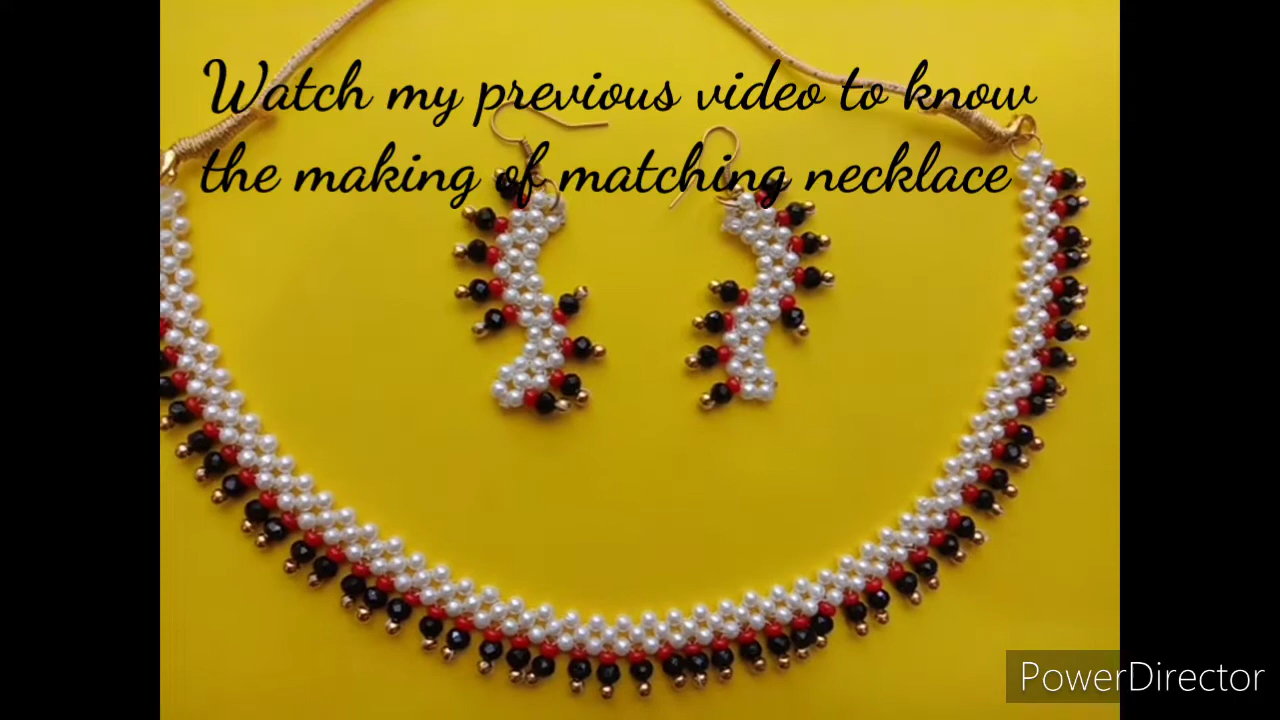 Watch my previous video to know
the making of matching necklace
PowerDirector